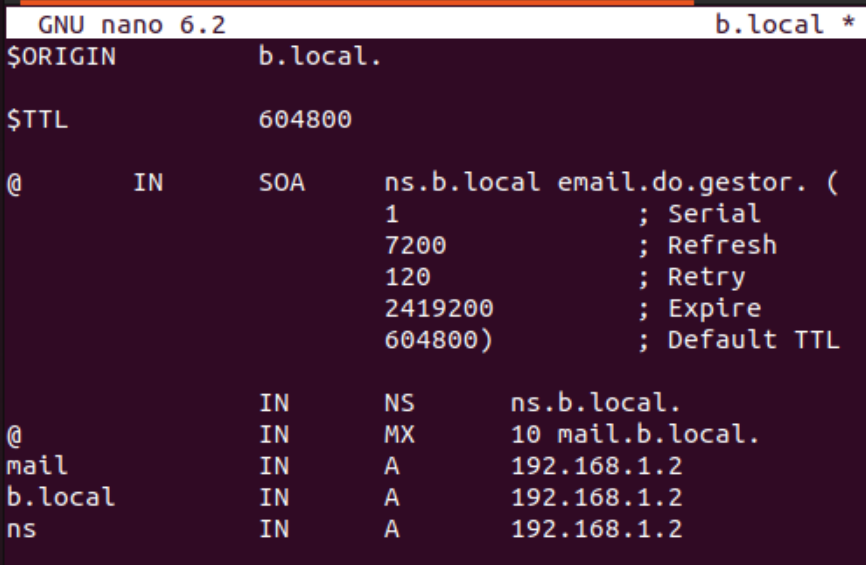 GNU nano 6.2 b.local *
$ORIGIN b.local.
$TTL 604800
@ IN SOA ns.b.local email.do.gestor. (
1 ; Serial
7200 ; Refresh
120 ; Retry
2419200 ; Expire
604800) ; Default TTL
IN NS ns.b.local.
@ IN MX 10 mail.b.local.
mail IN A 192.168.1.2
b.local IN A 192.168.1.2
ns IN A 192.168.1.2